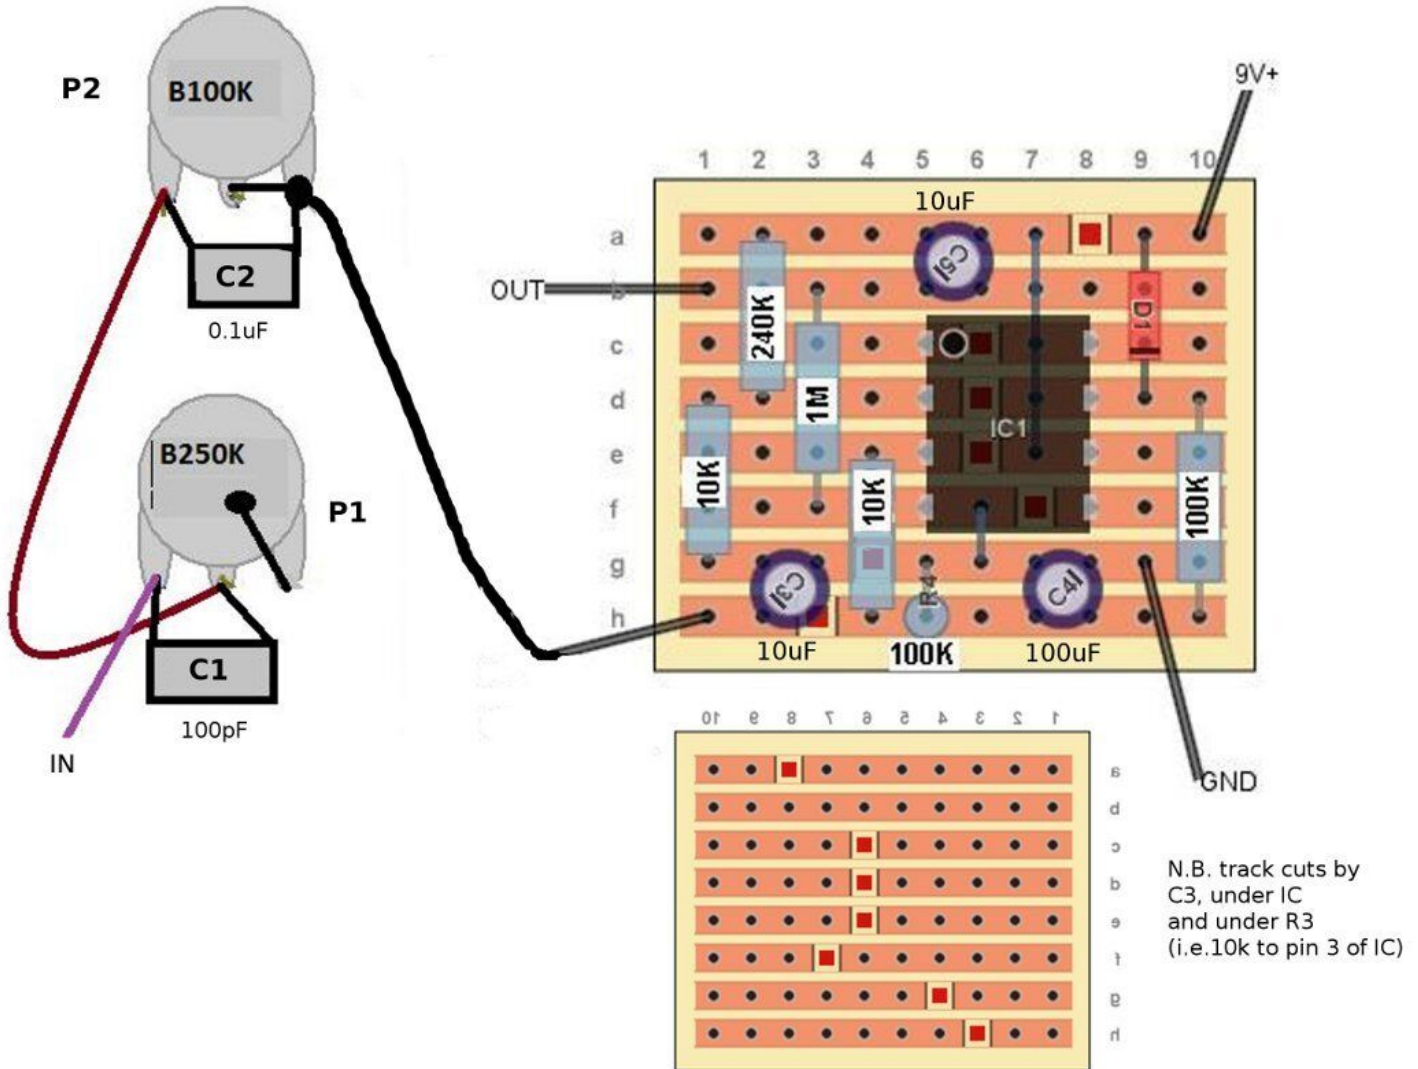 P2
B100K
C2
0.1uF
B250K
P1
C1
100pF
IN
9V+
1 2 3 4 5 6 7 8 9 10
10uF
a
b
c
d
e
f
g
h
OUT
C5
240K
1M
D1
IC1
10K
10K
100K
C3
R4
C4
10uF
100K
100uF
GND
10 9 8 7 6 5 4 3 2 1
a
b
c
d
e
f
g
h
N.B. track cuts by
C3, under IC
and under R3
(i.e.10k to pin 3 of IC)